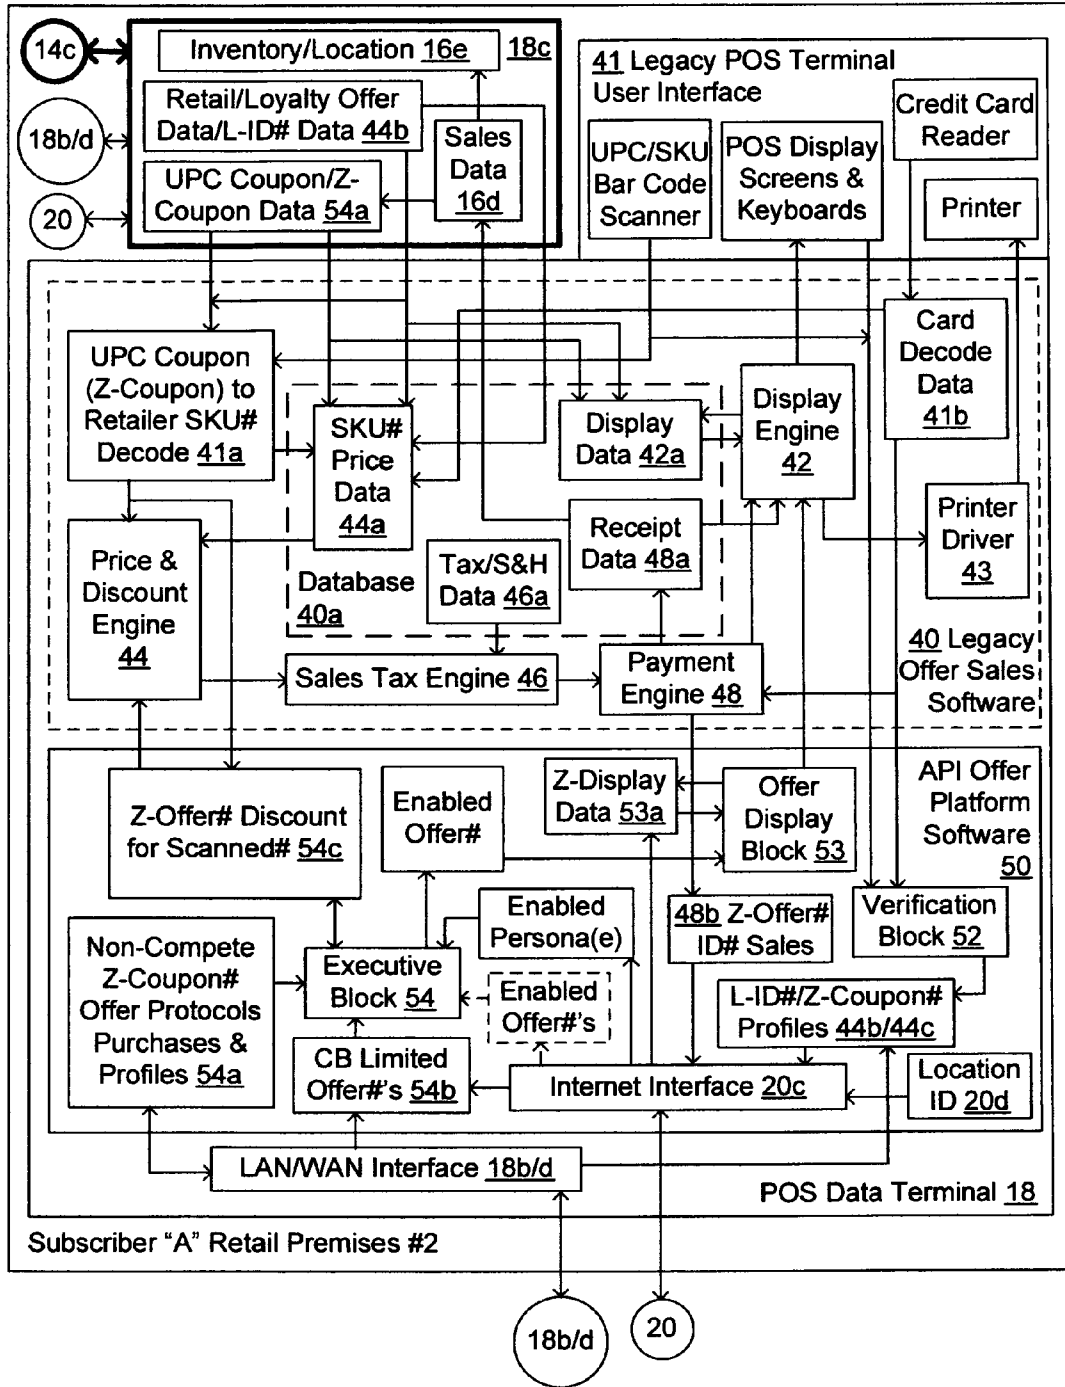 14c
Inventory/Location 16e
18c
Retail/Loyalty Offer
Data/L-ID# Data 44b
18b/d
Sales
Data
16d
UPC Coupon/Z-
Coupon Data 54a
20
41 Legacy POS Terminal
User Interface
Credit Card
Reader
UPC/SKU
Bar Code
Scanner
POS Display
Screens &
Keyboards
Printer
UPC Coupon
(Z-Coupon) to
Retailer SKU#
Decode 41a
SKU#
Price
Data
44a
Display
Data 42a
Display
Engine
42
Card
Decode
Data
41b
Price &
Discount
Engine
44
Database
40a
Tax/S&H
Data 46a
Receipt
Data 48a
Printer
Driver
43
Sales Tax Engine 46
Payment
Engine 48
40 Legacy
Offer Sales
Software
Z-Offer# Discount
for Scanned# 54c
Enabled
Offer#
Z-Display
Data 53a
Offer
Display
Block 53
API Offer
Platform
Software
50
Non-Compete
Z-Coupon#
Offer Protocols
Purchases &
Profiles 54a
Executive
Block 54
Enabled
Persona(e)
Enabled
Offer#'s
48b Z-Offer#
ID# Sales
Verification
Block 52
L-ID#/Z-Coupon#
Profiles 44b/44c
CB Limited
Offer#'s 54b
Internet Interface 20c
Location
ID 20d
LAN/WAN Interface 18b/d
POS Data Terminal 18
Subscriber “A” Retail Premises #2
18b/d
20